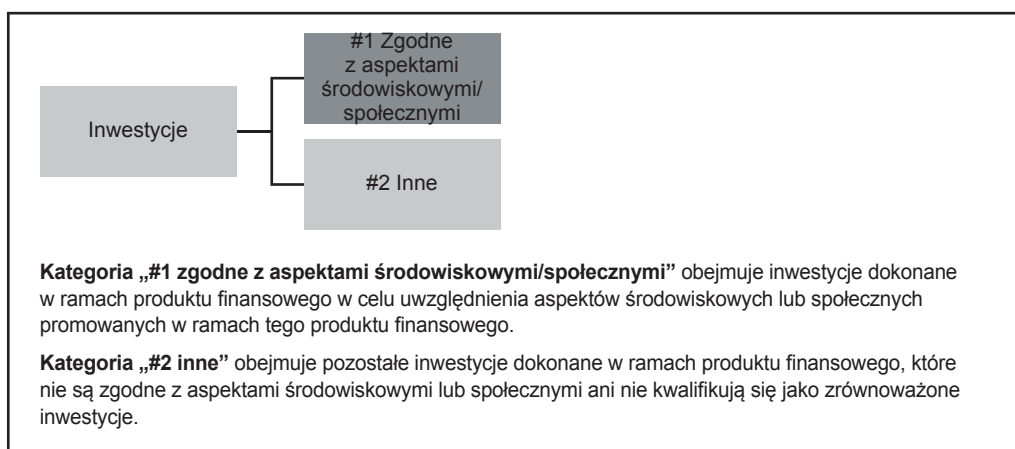 #1 Zgodne
z aspektami
środowiskowymi/
społecznymi
Inwestycje
#2 Inne
Kategoria „#1 zgodne z aspektami środowiskowymi/społecznymi” obejmuje inwestycje dokonane
w ramach produktu finansowego w celu uwzględnienia aspektów środowiskowych lub społecznych
promowanych w ramach tego produktu finansowego.
Kategoria „#2 inne” obejmuje pozostałe inwestycje dokonane w ramach produktu finansowego, które
nie są zgodne z aspektami środowiskowymi lub społecznymi ani nie kwalifikują się jako zrównoważone
inwestycje.